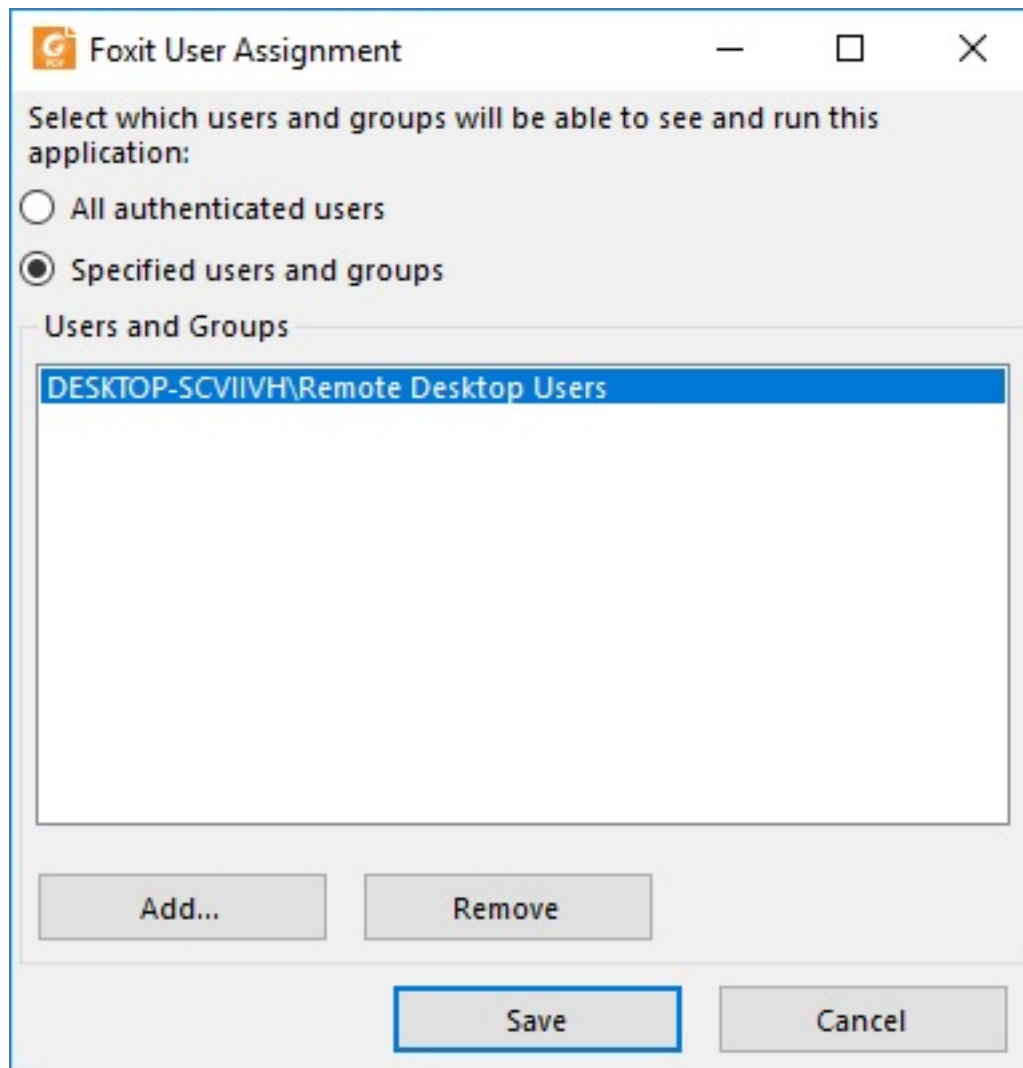 Foxit User Assignment
Select which users and groups will be able to see and run this
application:
All authenticated users
Specified users and groups
Users and Groups
DESKTOP-SCVIIVH\Remote Desktop Users
Add...
Remove
Save
Cancel